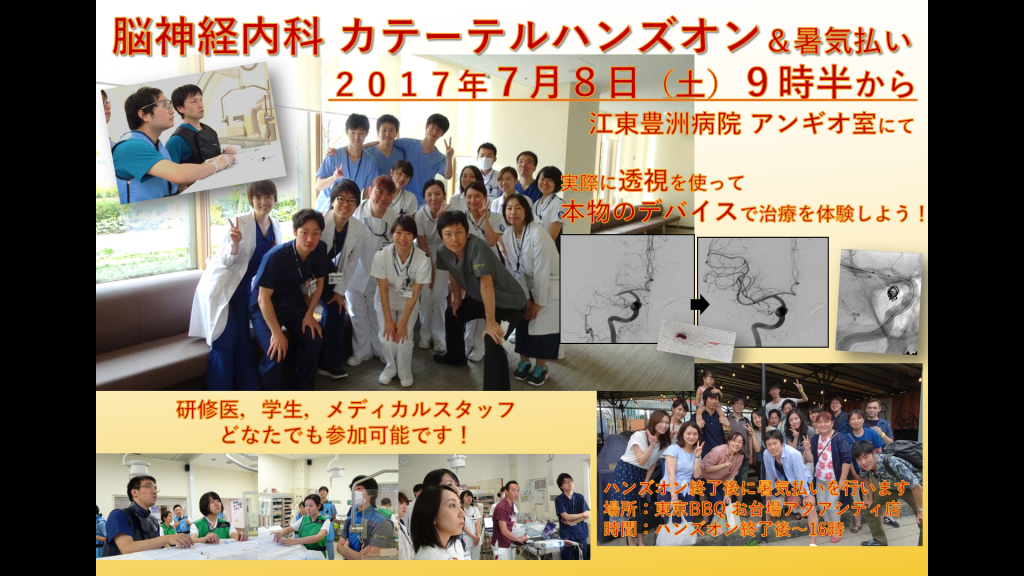 脳神経内科 カテーテルハンズオン＆暑気払い
２０１７年７月８日（土）９時半から
江東豊洲病院 アンギオ室にて
実際に透視を使って
本物のデバイスで治療を体験しよう！
研修医，学生，メディカルスタッフ
どなたでも参加可能です！
ハンズオン終了後に暑気払いを行います
場所：東京BBQ お台場アクアシティ店
時間：ハンズオン終了後～16時